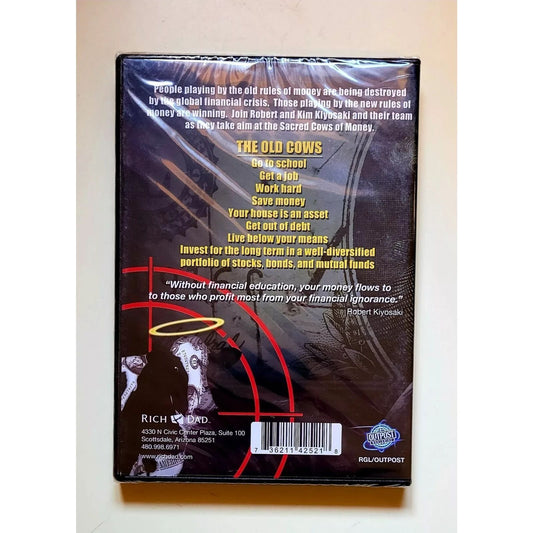 People playing by the old rules of money are being destroyed
by the global financial crisis. Those playing by the new rules of
money are winning. Join Robert and Kim Kiyosaki and their team
as they take aim at the Sacred Cows of Money.
THE OLD COWS
Go to school
Get a job
Work hard
Save money
Your house is an asset
Get out of debt
Live below your means
Invest for the long term in a well-diversified
portfolio of stocks, bonds, and mutual funds
"Without financial education, your money flows to
to those who profit most from your financial ignorance."
Robert Kiyosaki
RICH DAD
4330 N Civic Center Plaza, Suite 100
Scottsdale, Arizona 85251
480.998.6971
www.richdad.com
7 36211 42521 8
OUTPOST
RGL/OUTPOST